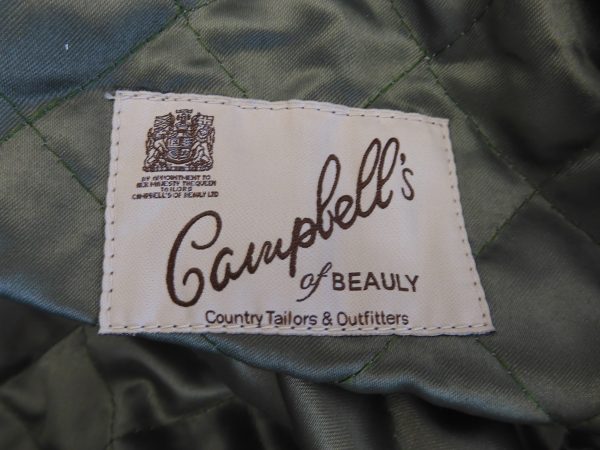 BY APPOINTMENT TO
HER MAJESTY THE QUEEN
TAILORS
CAMPBELL'S OF BEAULY LTD
Campbell's
of BEAULY
Country Tailors & Outfitters